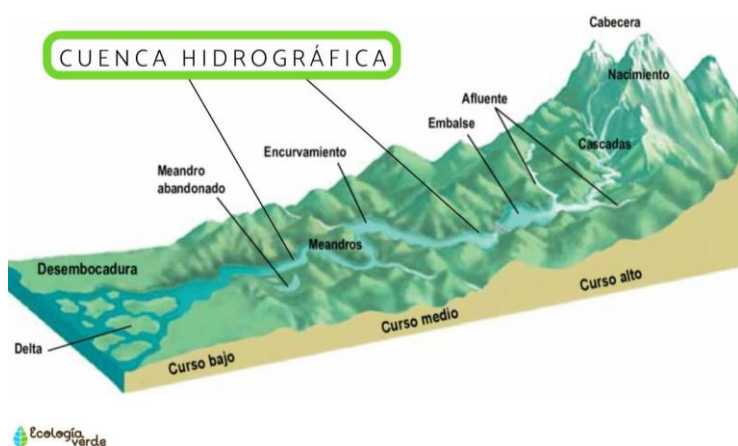 CUENCA HIDROGRÁFICA
Cabecera
Nacimiento
Afluente
Embalse
Cascadas
Encurvamiento
Meandro
abandonado
Meandros
Desembocadura
Delta
Curso bajo
Curso medio
Curso alto
Ecología
verde